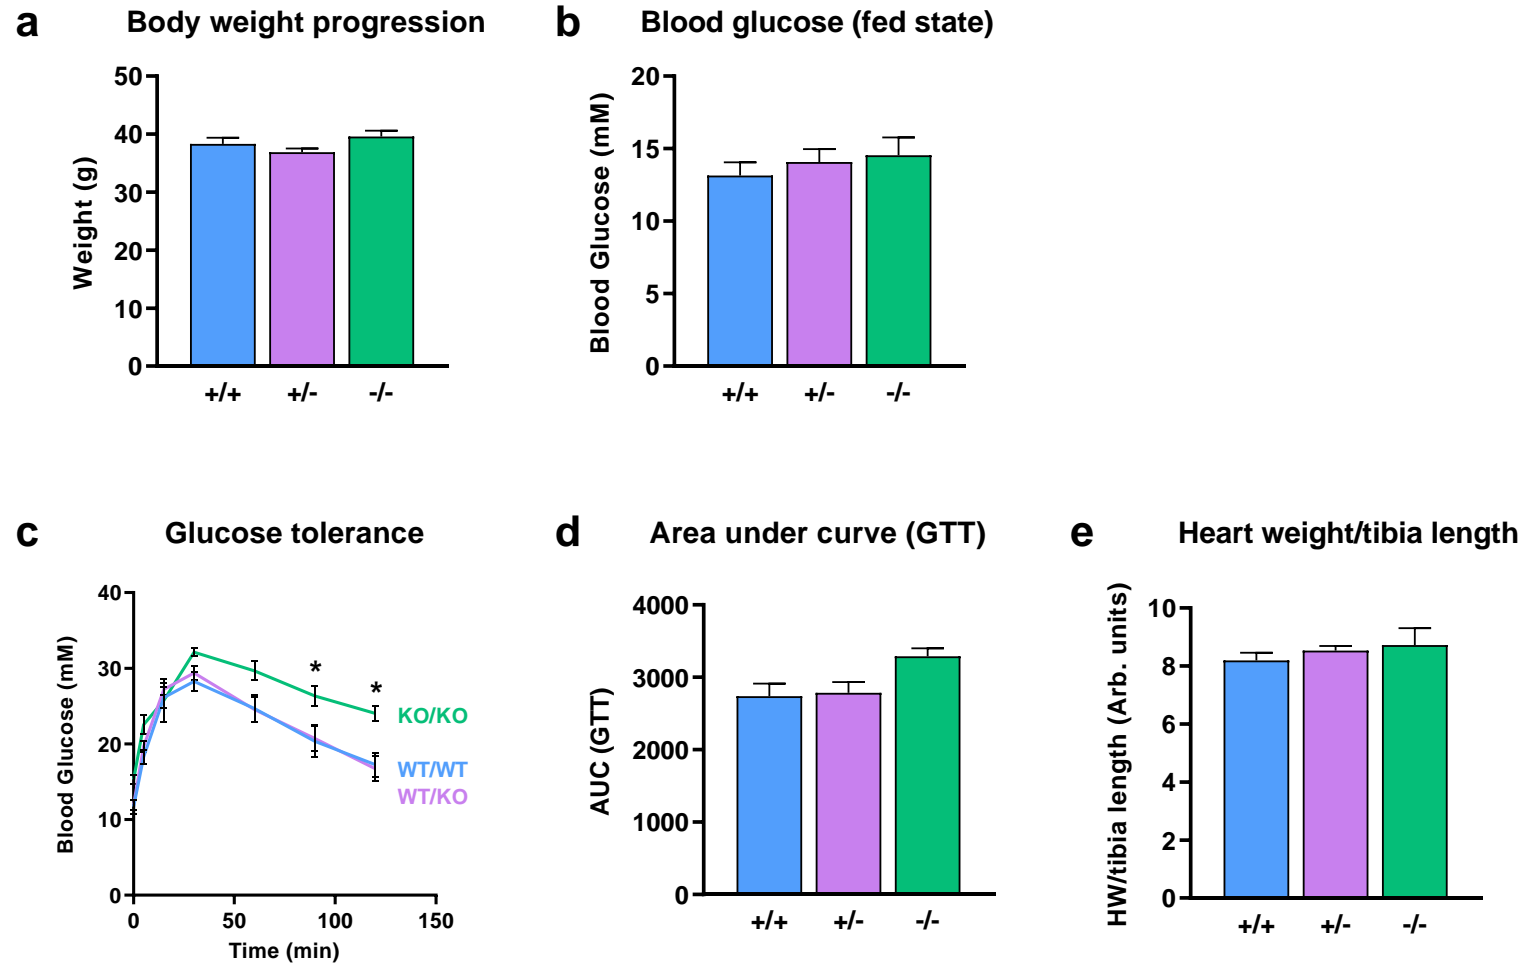 a
Body weight progression
50
40
30
20
10
0
Weight (g)
+/+
+/-
-/-
b
Blood glucose (fed state)
20
15
10
5
0
Blood Glucose (mM)
+/+
+/-
-/-
c
Glucose tolerance
40
30
20
10
0
Blood Glucose (mM)
*
*
KO/KO
WT/WT
WT/KO
0
50
100
150
Time (min)
d
Area under curve (GTT)
4000
3000
2000
1000
0
AUC (GTT)
+/+
+/-
-/-
e
Heart weight/tibia length
10
8
6
4
2
0
HW/tibia length (Arb. units)
+/+
+/-
-/-